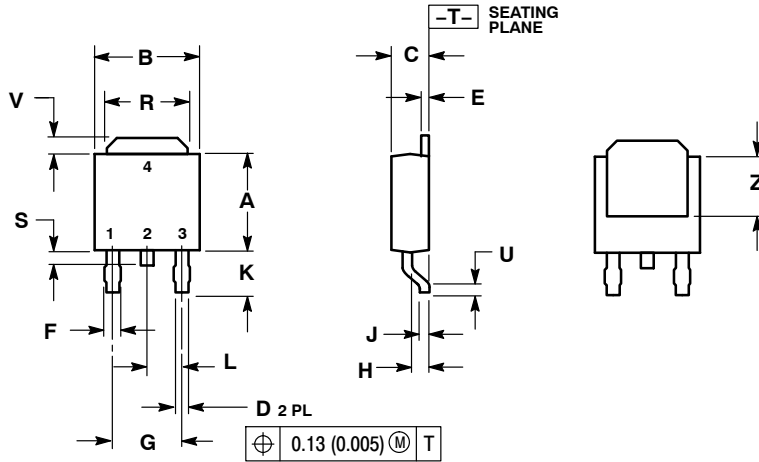 –T– SEATING
PLANE
C
B
V
R
E
4
Z
A
S
1 2 3
U
K
F
J
L
H
D 2 PL
G
⌖ 0.13 (0.005) Ⓜ T